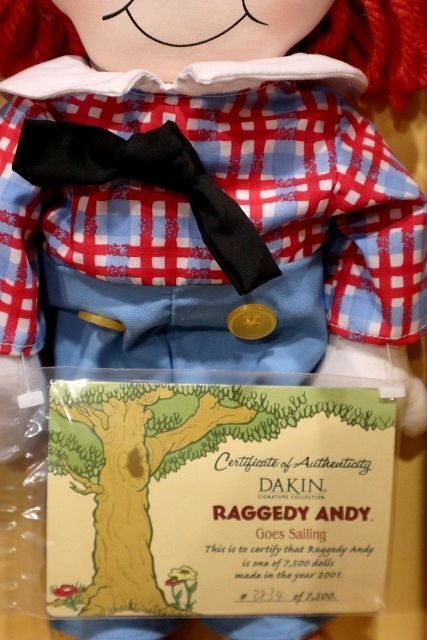 Certificate of Authenticity
DAKIN
SIGNATURE COLLECTION
RAGGEDY ANDY™
Goes Sailing
This is to certify that Raggedy Andy
is one of 7,500 dolls
made in the year 2001.
# 2834 of 7,500.